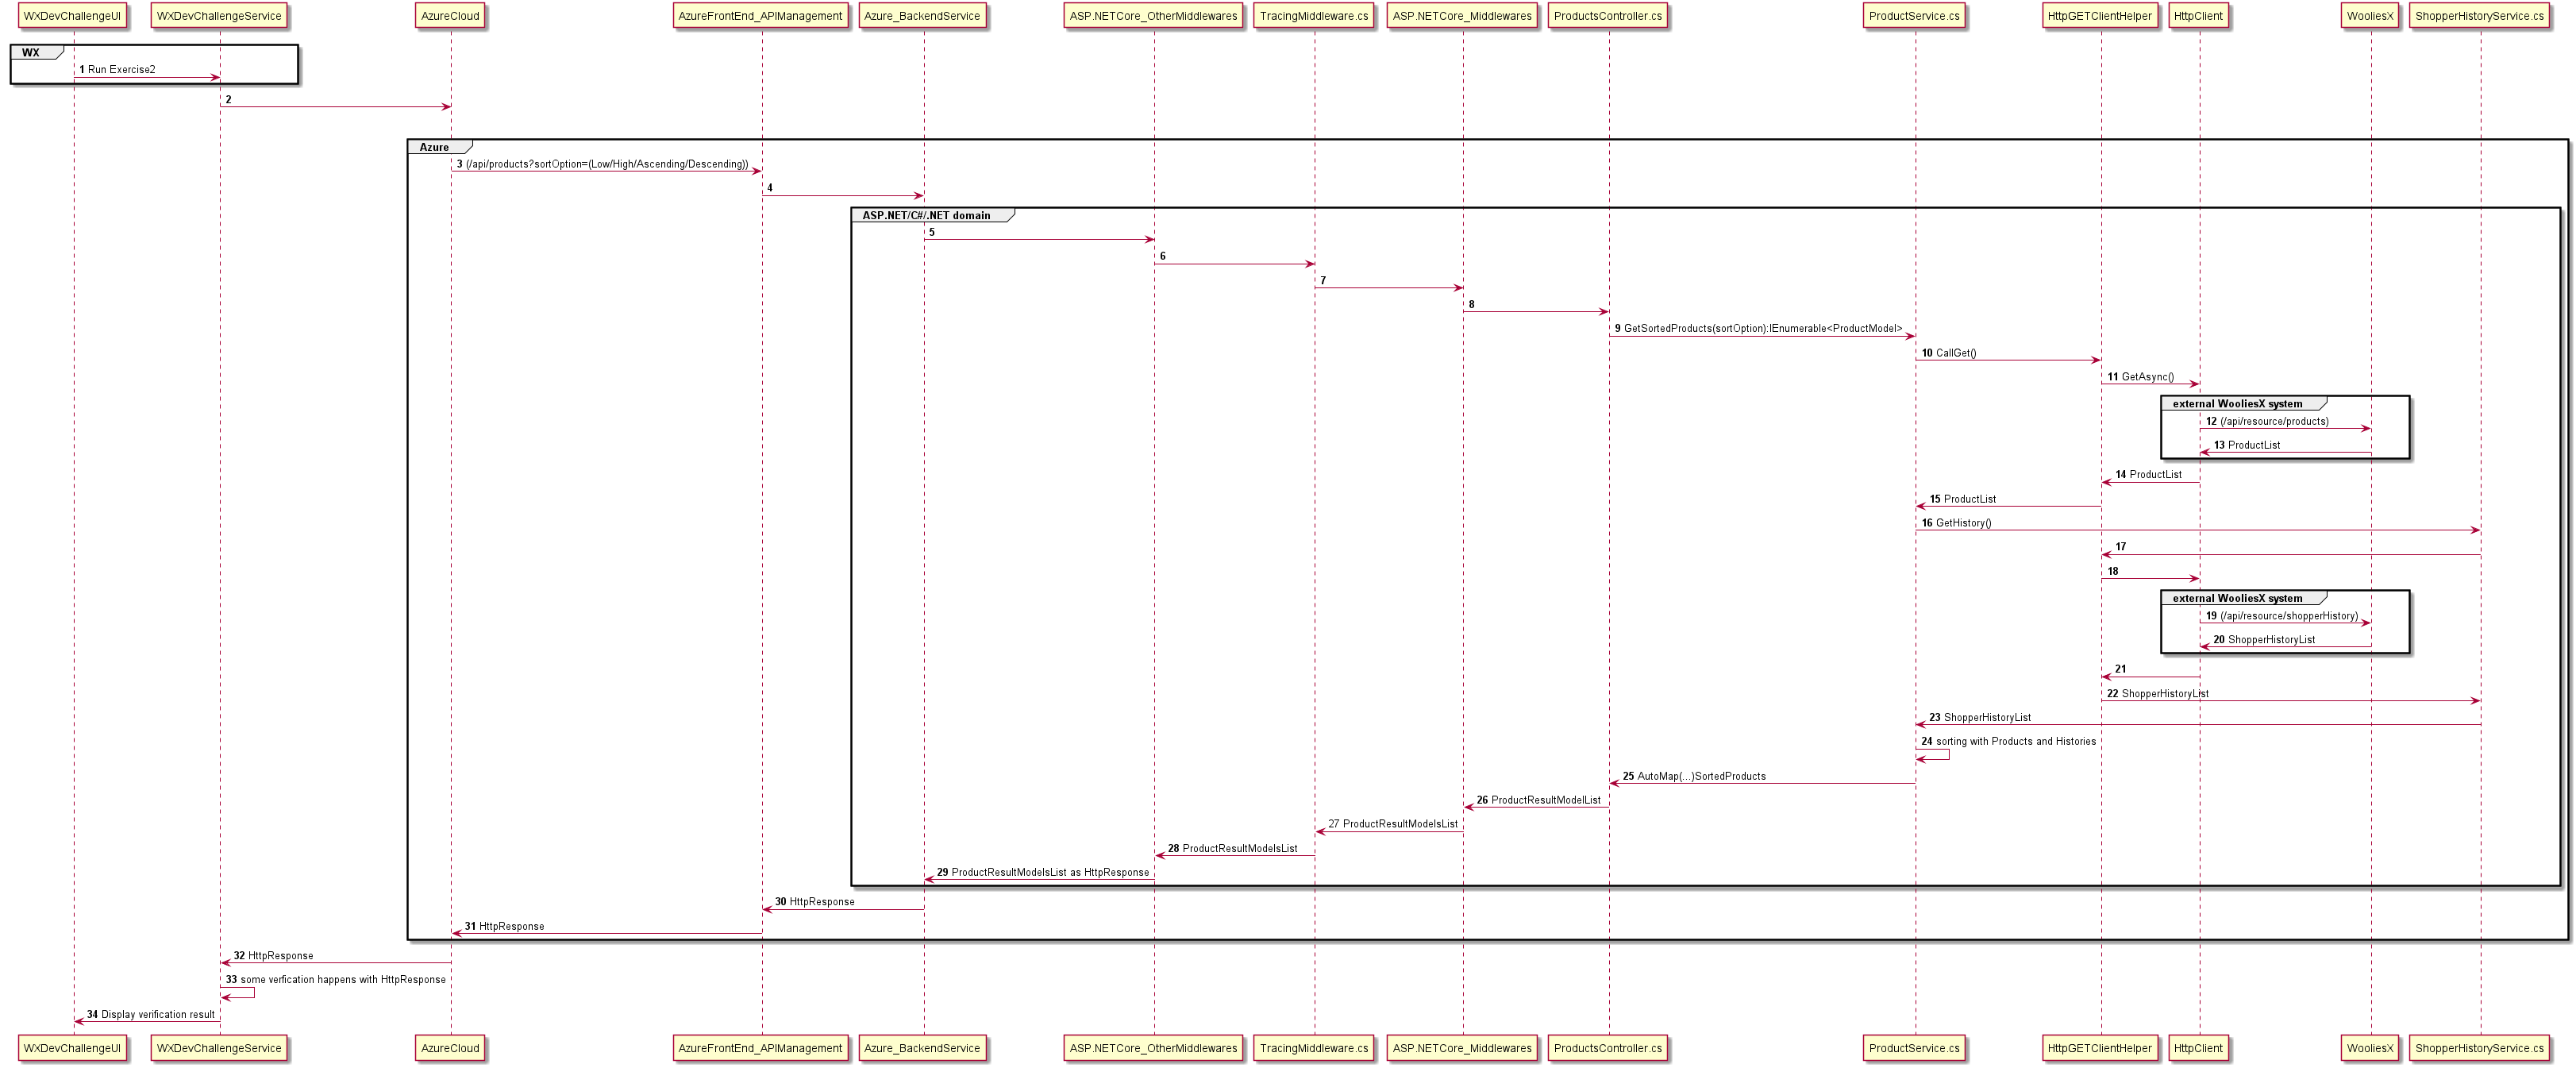 WXDevChallengeUI
WXDevChallengeService
AzureCloud
AzureFrontEnd_APIManagement
Azure_BackendService
ASP.NETCore_OtherMiddlewares
TracingMiddleware.cs
ASP.NETCore_Middlewares
ProductsController.cs
ProductService.cs
HttpGETClientHelper
HttpClient
WooliesX
ShopperHistoryService.cs
WX
1 Run Exercise2
2
Azure
3 (/api/products?sortOption=(Low/High/Ascending/Descending))
4
ASP.NET/C#/.NET domain
5
6
7
8
9 GetSortedProducts(sortOption):IEnumerable<ProductModel>
10 CallGet()
11 GetAsync()
external WooliesX system
12 (/api/resource/products)
13 ProductList
14 ProductList
15 ProductList
16 GetHistory()
17
18
external WooliesX system
19 (/api/resource/shopperHistory)
20 ShopperHistoryList
21
22 ShopperHistoryList
23 ShopperHistoryList
24 sorting with Products and Histories
25 AutoMap(...)SortedProducts
26 ProductResultModelList
27 ProductResultModelsList
28 ProductResultModelsList
29 ProductResultModelsList as HttpResponse
30 HttpResponse
31 HttpResponse
32 HttpResponse
33 some verfication happens with HttpResponse
34 Display verification result
WXDevChallengeUI
WXDevChallengeService
AzureCloud
AzureFrontEnd_APIManagement
Azure_BackendService
ASP.NETCore_OtherMiddlewares
TracingMiddleware.cs
ASP.NETCore_Middlewares
ProductsController.cs
ProductService.cs
HttpGETClientHelper
HttpClient
WooliesX
ShopperHistoryService.cs